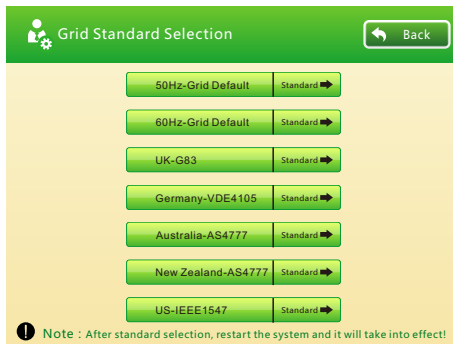 Grid Standard Selection
Back
50Hz-Grid Default Standard
60Hz-Grid Default Standard
UK-G83 Standard
Germany-VDE4105 Standard
Australia-AS4777 Standard
New Zealand-AS4777 Standard
US-IEEE1547 Standard
Note : After standard selection, restart the system and it will take into effect!